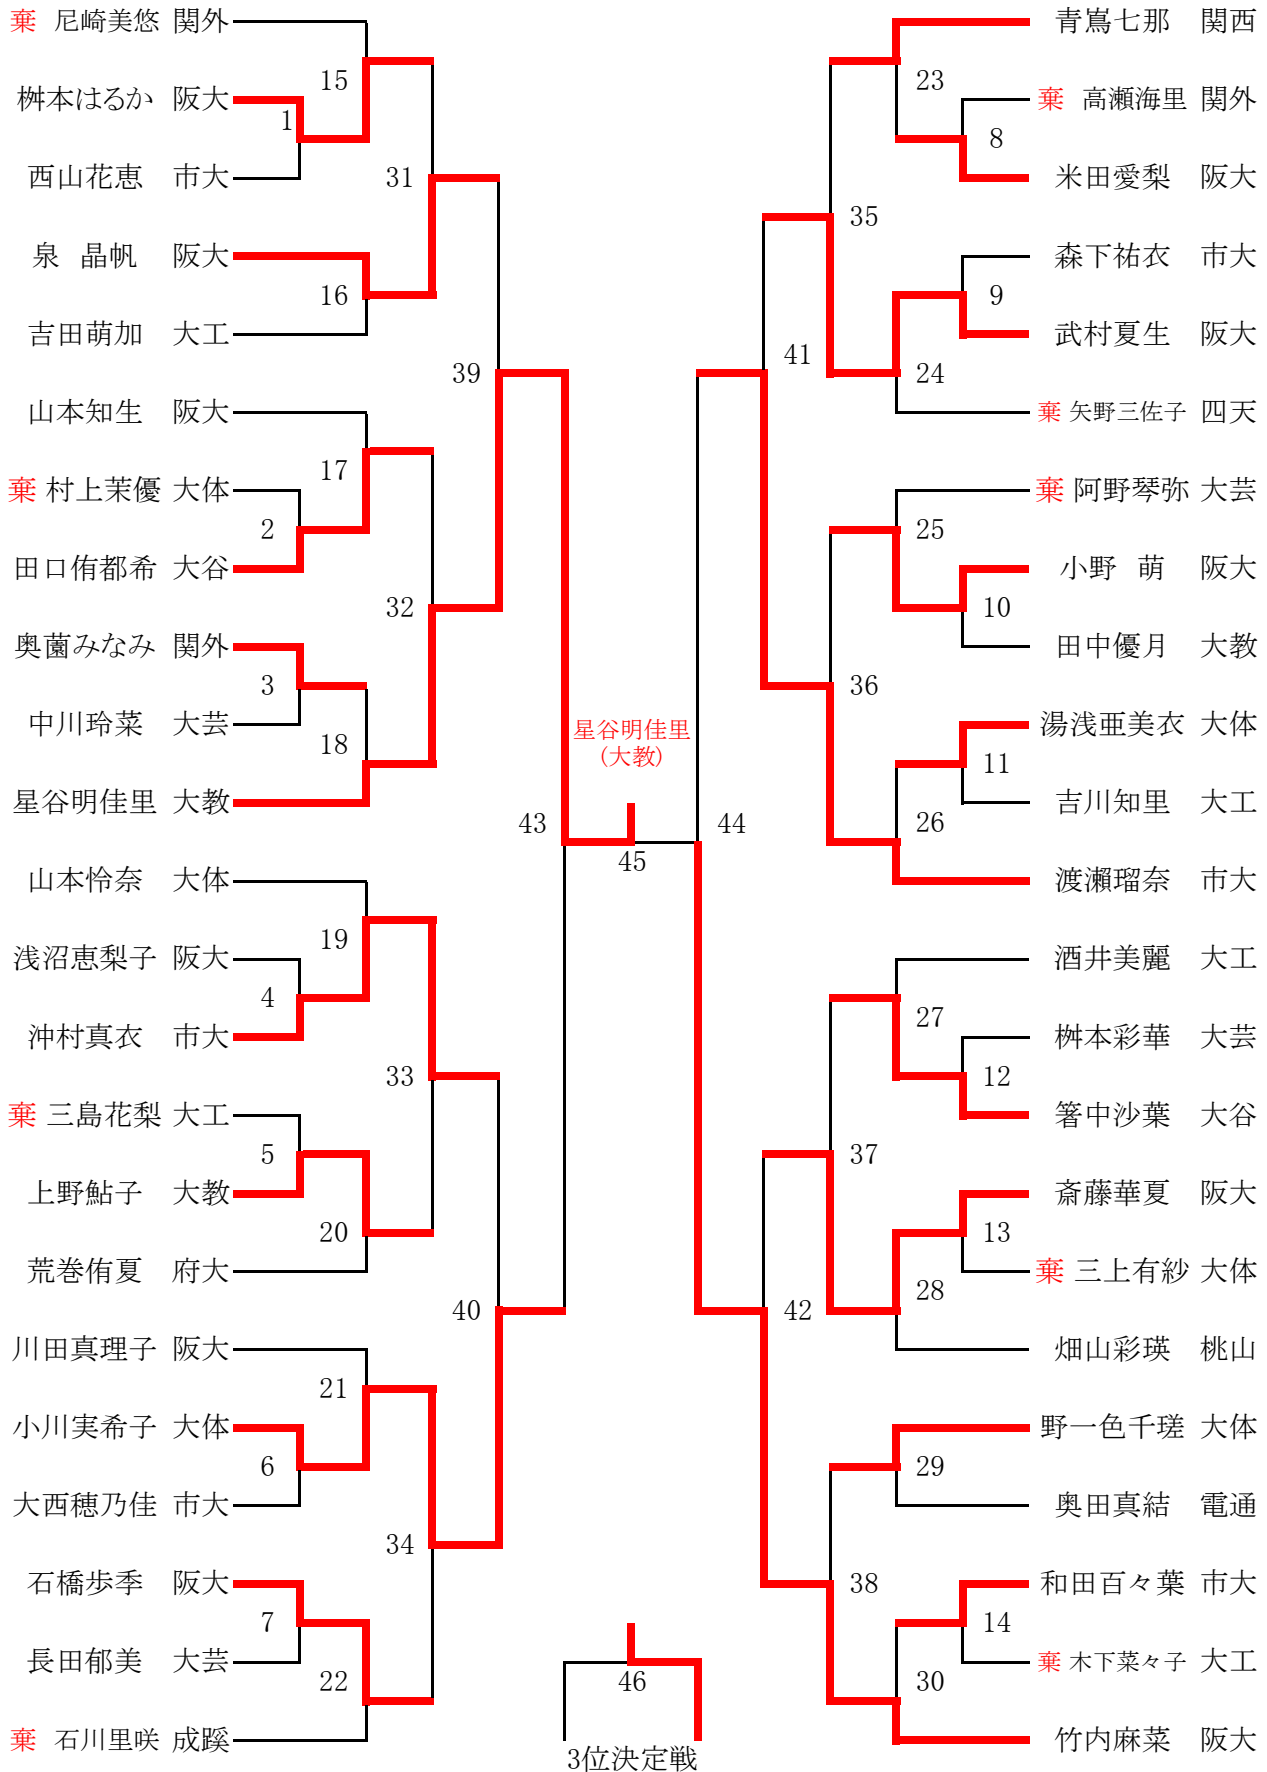 棄 尼崎美悠 関外
桝本はるか 阪大
西山花恵 市大
泉 晶帆 阪大
吉田萌加 大工
山本知生 阪大
棄 村上茉優 大体
田口侑都希 大谷
奥薗みなみ 関外
中川玲菜 大芸
星谷明佳里 大教
山本怜奈 大体
浅沼恵梨子 阪大
沖村真衣 市大
棄 三島花梨 大工
上野鮎子 大教
荒巻侑夏 府大
川田真理子 阪大
小川実希子 大体
大西穂乃佳 市大
石橋歩季 阪大
長田郁美 大芸
棄 石川里咲 成蹊
1
2
3
4
5
6
7
15
16
17
18
19
20
21
22
31
32
33
34
39
40
43
星谷明佳里
(大教)
45
46
3位決定戦
44
41
42
35
36
37
38
23
24
25
26
27
28
29
30
8
9
10
11
12
13
14
青嶌七那 関西
棄 高瀬海里 関外
米田愛梨 阪大
森下祐衣 市大
武村夏生 阪大
棄 矢野三佐子 四天
棄 阿野琴弥 大芸
小野 萌 阪大
田中優月 大教
湯浅亜美衣 大体
吉川知里 大工
渡瀬瑠奈 市大
酒井美麗 大工
桝本彩華 大芸
箸中沙葉 大谷
斎藤華夏 阪大
棄 三上有紗 大体
畑山彩瑛 桃山
野一色千瑳 大体
奥田真結 電通
和田百々葉 市大
棄 木下菜々子 大工
竹内麻菜 阪大